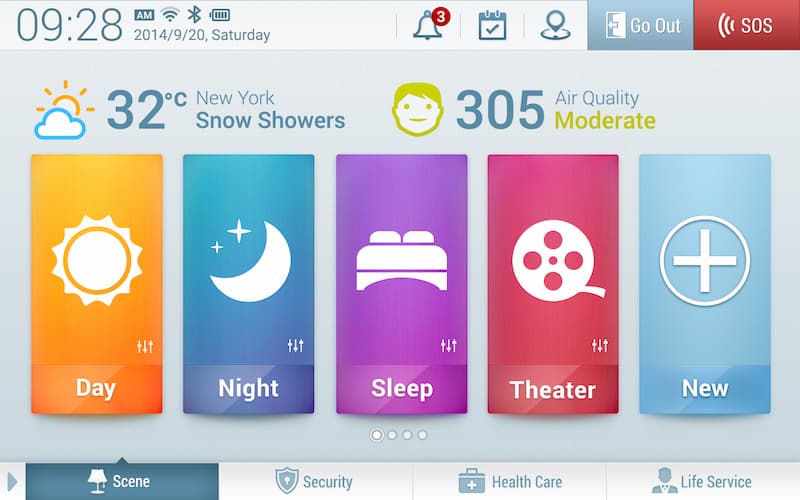 09:28
AM
2014/9/20, Saturday
3
Go Out
SOS
32°C
New York
Snow Showers
305
Air Quality
Moderate
Day
Night
Sleep
Theater
New
Scene
Security
Health Care
Life Service